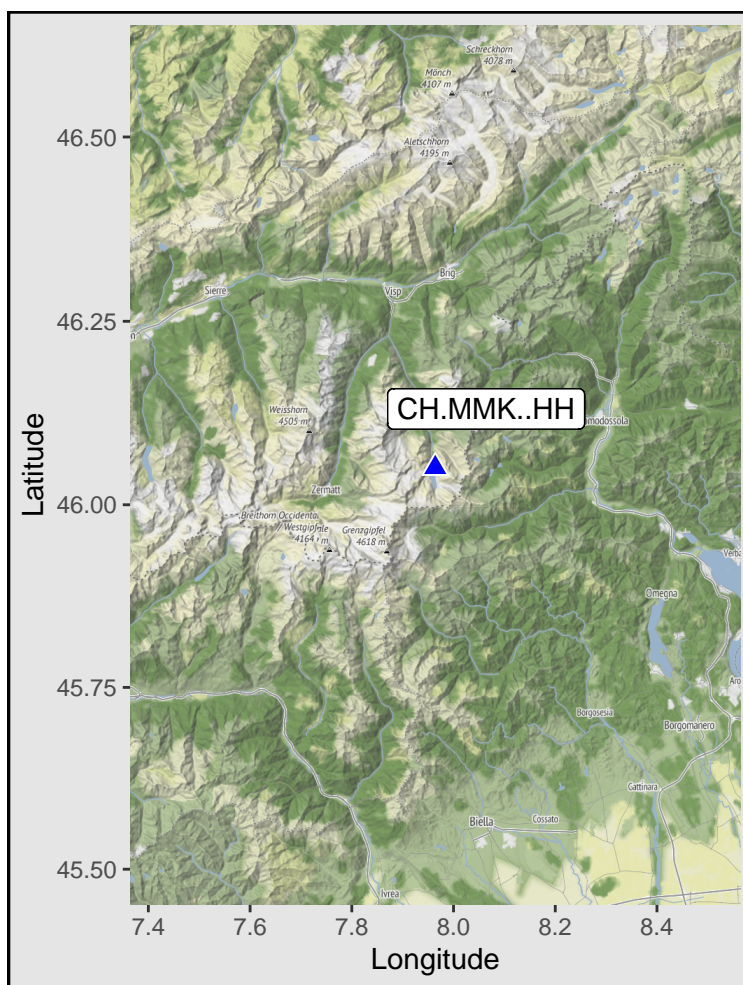 Schreckhorn
4078 m
Mönch
4107 m
46.50
Aletschhorn
4195 m
Brig
Sierre
Visp
46.25
CH.MMK..HH
Weisshorn
4505 m
Latitude
Zermatt
46.00
Breithorn Occidental
/ Westgipfel
4164 m
Grenzgipfel
4618 m
Omegna
45.75
Borgosesia
Borgomanero
Gattinara
Biella
Cossato
45.50
Ivrea
7.4
7.6
7.8
8.0
8.2
8.4
Longitude